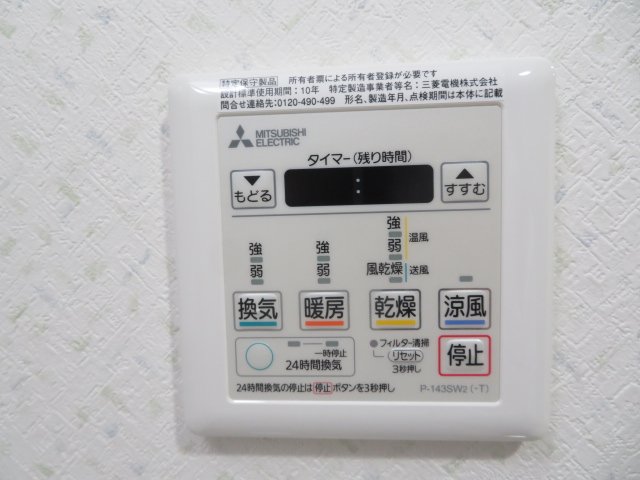 特定保守製品 所有者票による所有者登録が必要です
設計標準使用期間：10年 特定製造事業者等名：三菱電機株式会社
問合せ連絡先：0120-490-499 形名、製造年月、点検期間は本体に記載
MITSUBISHI
ELECTRIC
タイマー（残り時間）
▼
もどる
:
▲
すすむ
強
弱
強
弱
強
弱
温風
風乾燥
送風
換気
暖房
乾燥
涼風
一時停止
24時間換気
フィルター清掃
リセット
3秒押し
停止
24時間換気の停止は 停止 ボタンを3秒押し
P-143SW2（-T）